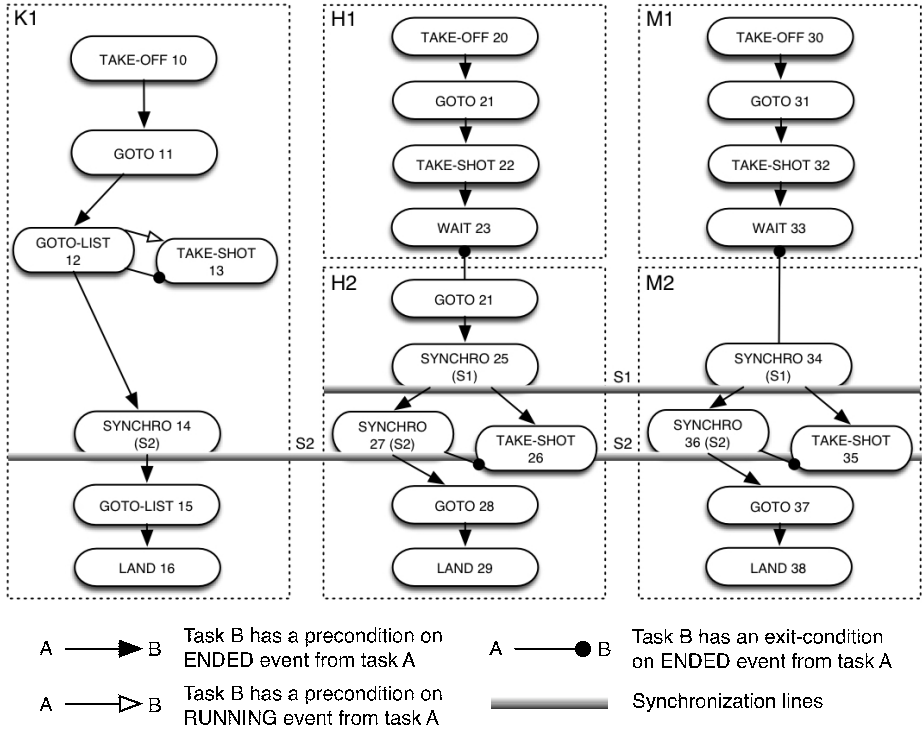 K1
TAKE-OFF 10
GOTO 11
GOTO-LIST
12
TAKE-SHOT
13
SYNCHRO 14
(S2)
GOTO-LIST 15
LAND 16
H1
TAKE-OFF 20
GOTO 21
TAKE-SHOT 22
WAIT 23
H2
GOTO 21
SYNCHRO 25
(S1)
S1
S2
SYNCHRO
27 (S2)
TAKE-SHOT
26
GOTO 28
LAND 29
M1
TAKE-OFF 30
GOTO 31
TAKE-SHOT 32
WAIT 33
M2
SYNCHRO 34
(S1)
S2
SYNCHRO
36 (S2)
TAKE-SHOT
35
GOTO 37
LAND 38
A B Task B has a precondition on
ENDED event from task A
A B Task B has a precondition on
RUNNING event from task A
A B Task B has an exit-condition
on ENDED event from task A
Synchronization lines